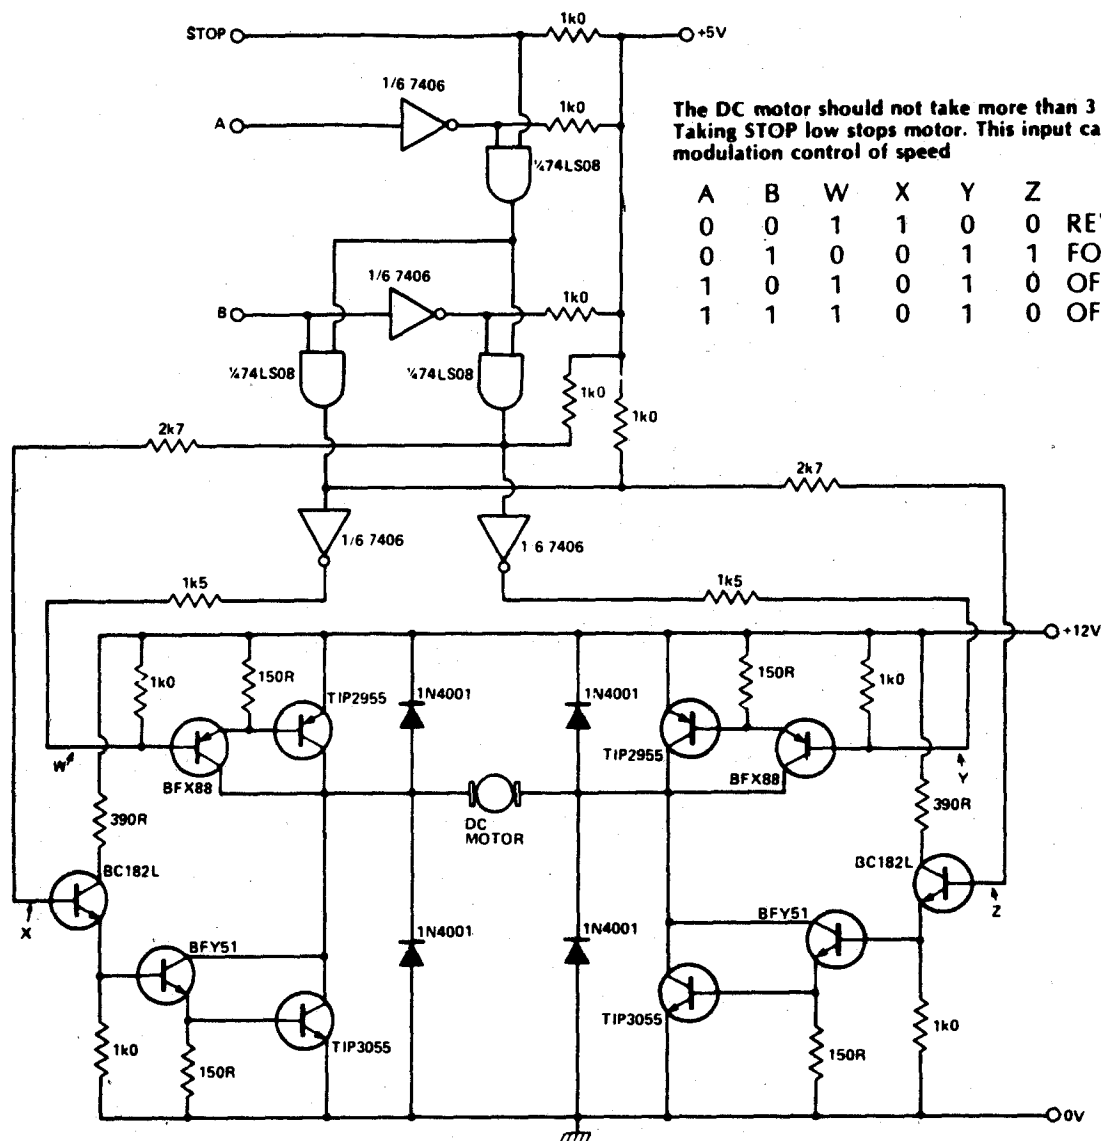 1k0
STOP
+5V
1/6 7406
A
1k0
¼74LS08
The DC motor should not take more than 3
Taking STOP low stops motor. This input ca
modulation control of speed
A B W X Y Z
0 0 1 1 0 0 RE
0 1 0 0 1 1 FO
1 0 1 0 1 0 OF
1 1 1 0 1 0 OF
1/6 7406
B
1k0
¼74LS08
¼74LS08
1k0
1k0
2k7
2k7
1/6 7406
1 6 7406
1k5
1k5
+12V
1k0
150R
TIP2955
1N4001
1N4001
150R
1k0
W
BFX88
TIP2955
BFX88
Y
390R
DC
MOTOR
390R
BC182L
BC182L
X
Z
BFY51
1N4001
1N4001
BFY51
1k0
150R
TIP3055
TIP3055
150R
1k0
0V